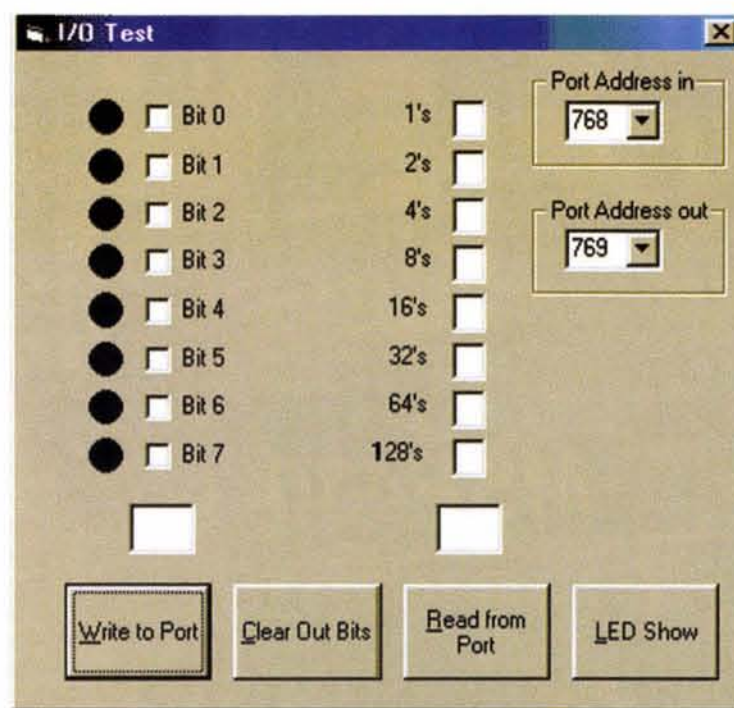 I/O Test
Bit 0
Bit 1
Bit 2
Bit 3
Bit 4
Bit 5
Bit 6
Bit 7
1's
2's
4's
8's
16's
32's
64's
128's
Port Address in
768
Port Address out
769
Write to Port
Clear Out Bits
Read from
Port
LED Show